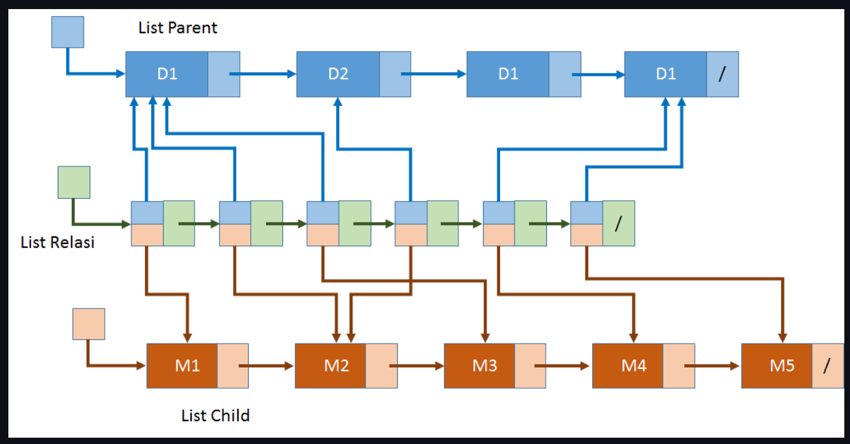 List Parent
D1
D2
D1
D1
/
/
List Relasi
M1
M2
M3
M4
M5
/
List Child